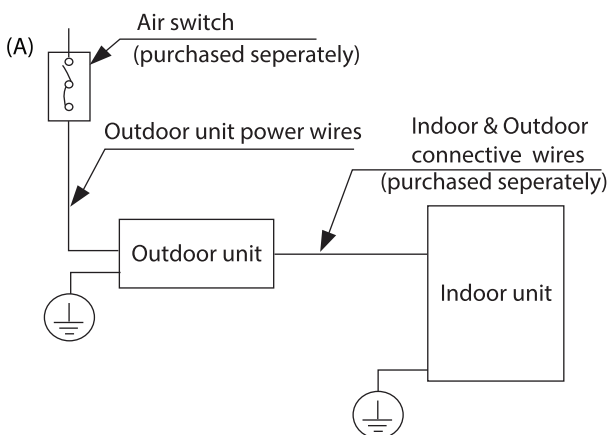 (A)
Air switch
(purchased seperately)
Outdoor unit power wires
Indoor & Outdoor
connective wires
(purchased seperately)
Outdoor unit
Indoor unit